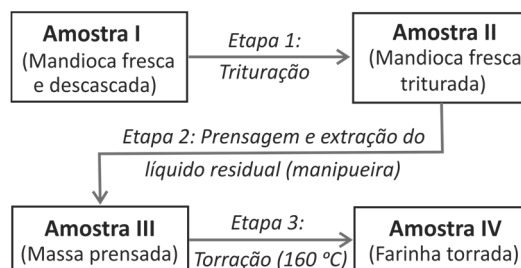 Amostra I
(Mandioca fresca
e descascada)
Etapa 1:
Trituração
Amostra II
(Mandioca fresca
triturada)
Etapa 2: Prensagem e extração do
líquido residual (manipueira)
Amostra III
(Massa prensada)
Etapa 3:
Torração (160 ºC)
Amostra IV
(Farinha torrada)